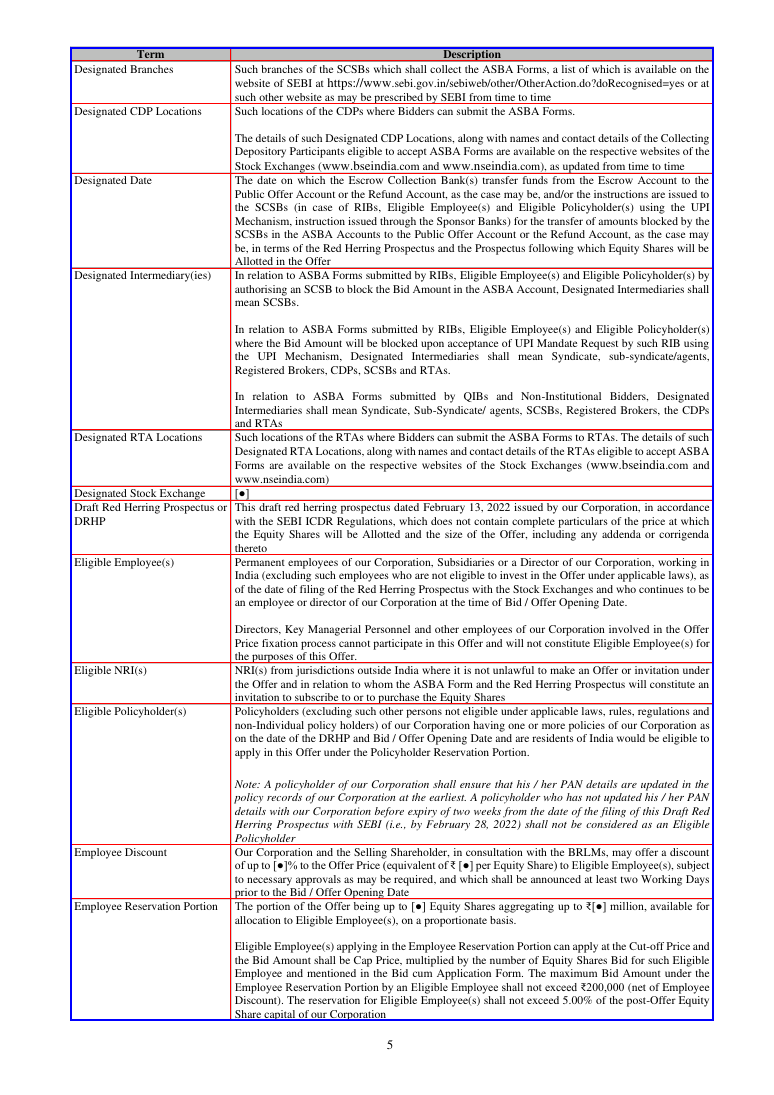 Term Description
Designated Branches Such branches of the SCSBs which shall collect the ASBA Forms, a list of which is available on the
website of SEBI at https://www.sebi.gov.in/sebiweb/other/OtherAction.do?doRecognised=yes or at
such other website as may be prescribed by SEBI from time to time
Designated CDP Locations Such locations of the CDPs where Bidders can submit the ASBA Forms.
The details of such Designated CDP Locations, along with names and contact details of the Collecting
Depository Participants eligible to accept ASBA Forms are available on the respective websites of the
Stock Exchanges (www.bseindia.com and www.nseindia.com), as updated from time to time
Designated Date The date on which the Escrow Collection Bank(s) transfer funds from the Escrow Account to the
Public Offer Account or the Refund Account, as the case may be, and/or the instructions are issued to
the SCSBs (in case of RIBs, Eligible Employee(s) and Eligible Policyholder(s) using the UPI
Mechanism, instruction issued through the Sponsor Banks) for the transfer of amounts blocked by the
SCSBs in the ASBA Accounts to the Public Offer Account or the Refund Account, as the case may
be, in terms of the Red Herring Prospectus and the Prospectus following which Equity Shares will be
Allotted in the Offer
Designated Intermediary(ies) In relation to ASBA Forms submitted by RIBs, Eligible Employee(s) and Eligible Policyholder(s) by
authorising an SCSB to block the Bid Amount in the ASBA Account, Designated Intermediaries shall
mean SCSBs.
In relation to ASBA Forms submitted by RIBs, Eligible Employee(s) and Eligible Policyholder(s)
where the Bid Amount will be blocked upon acceptance of UPI Mandate Request by such RIB using
the UPI Mechanism, Designated Intermediaries shall mean Syndicate, sub-syndicate/agents,
Registered Brokers, CDPs, SCSBs and RTAs.
In relation to ASBA Forms submitted by QIBs and Non-Institutional Bidders, Designated
Intermediaries shall mean Syndicate, Sub-Syndicate/ agents, SCSBs, Registered Brokers, the CDPs
and RTAs
Designated RTA Locations Such locations of the RTAs where Bidders can submit the ASBA Forms to RTAs. The details of such
Designated RTA Locations, along with names and contact details of the RTAs eligible to accept ASBA
Forms are available on the respective websites of the Stock Exchanges (www.bseindia.com and
www.nseindia.com)
Designated Stock Exchange [●]
Draft Red Herring Prospectus or This draft red herring prospectus dated February 13, 2022 issued by our Corporation, in accordance
DRHP with the SEBI ICDR Regulations, which does not contain complete particulars of the price at which
the Equity Shares will be Allotted and the size of the Offer, including any addenda or corrigenda
thereto
Eligible Employee(s) Permanent employees of our Corporation, Subsidiaries or a Director of our Corporation, working in
India (excluding such employees who are not eligible to invest in the Offer under applicable laws), as
of the date of filing of the Red Herring Prospectus with the Stock Exchanges and who continues to be
an employee or director of our Corporation at the time of Bid / Offer Opening Date.
Directors, Key Managerial Personnel and other employees of our Corporation involved in the Offer
Price fixation process cannot participate in this Offer and will not constitute Eligible Employee(s) for
the purposes of this Offer.
Eligible NRI(s) NRI(s) from jurisdictions outside India where it is not unlawful to make an Offer or invitation under
the Offer and in relation to whom the ASBA Form and the Red Herring Prospectus will constitute an
invitation to subscribe to or to purchase the Equity Shares
Eligible Policyholder(s) Policyholders (excluding such other persons not eligible under applicable laws, rules, regulations and
non-Individual policy holders) of our Corporation having one or more policies of our Corporation as
on the date of the DRHP and Bid / Offer Opening Date and are residents of India would be eligible to
apply in this Offer under the Policyholder Reservation Portion.
Note: A policyholder of our Corporation shall ensure that his / her PAN details are updated in the
policy records of our Corporation at the earliest. A policyholder who has not updated his / her PAN
details with our Corporation before expiry of two weeks from the date of the filing of this Draft Red
Herring Prospectus with SEBI (i.e., by February 28, 2022) shall not be considered as an Eligible
Policyholder
Employee Discount Our Corporation and the Selling Shareholder, in consultation with the BRLMs, may offer a discount
of up to [●]% to the Offer Price (equivalent of ₹ [●] per Equity Share) to Eligible Employee(s), subject
to necessary approvals as may be required, and which shall be announced at least two Working Days
prior to the Bid / Offer Opening Date
Employee Reservation Portion The portion of the Offer being up to [●] Equity Shares aggregating up to ₹[●] million, available for
allocation to Eligible Employee(s), on a proportionate basis.
Eligible Employee(s) applying in the Employee Reservation Portion can apply at the Cut-off Price and
the Bid Amount shall be Cap Price, multiplied by the number of Equity Shares Bid for such Eligible
Employee and mentioned in the Bid cum Application Form. The maximum Bid Amount under the
Employee Reservation Portion by an Eligible Employee shall not exceed ₹200,000 (net of Employee
Discount). The reservation for Eligible Employee(s) shall not exceed 5.00% of the post-Offer Equity
Share capital of our Corporation
5